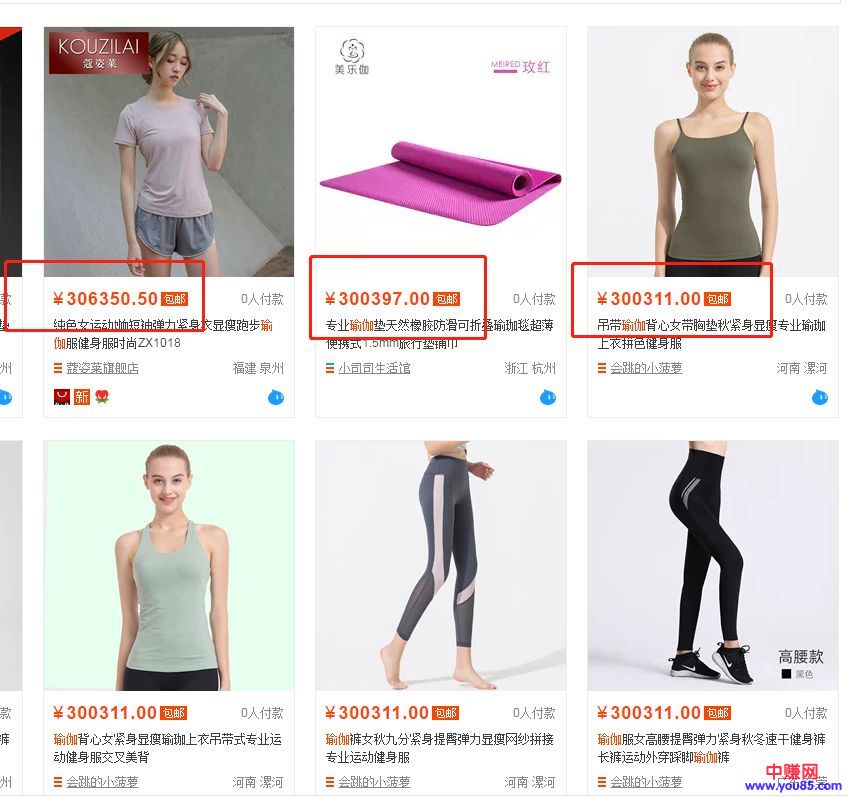 KOUZILAI
蔻姿莱
美乐伽
MEIRED 玫红
款
¥306350.50 包邮 0人付款
¥300397.00 包邮 0人付款
¥300311.00 包邮 0人付款
垫
纯色女运动t恤短袖弹力紧身衣显瘦跑步瑜
伽服健身服时尚ZX1018
专业瑜伽垫天然橡胶防滑可折叠瑜珈毯超薄
便携式1.5mm旅行垫铺巾
吊带瑜伽背心女带胸垫秋紧身显瘦专业瑜珈
上衣拼色健身服
州
蔻姿莱旗舰店 福建 泉州
小司司生活馆 浙江 杭州
会跳的小菠萝 河南 漯河
新
高腰款
黑色
款
¥300311.00 包邮 0人付款
¥300311.00 包邮 0人付款
¥300311.00 包邮 0人付款
裤
瑜伽背心女紧身显瘦瑜珈上衣吊带式专业运
动健身服交叉美背
瑜伽裤女秋九分紧身提臀弹力显瘦网纱拼接
专业运动健身服
瑜伽服女高腰提臀弹力紧身秋冬速干健身裤
长裤运动外穿踩脚瑜伽裤
州
会跳的小菠萝 河南 漯河
会跳的小菠萝 河南 漯河
会跳的小菠萝
中赚网
www.you85.com